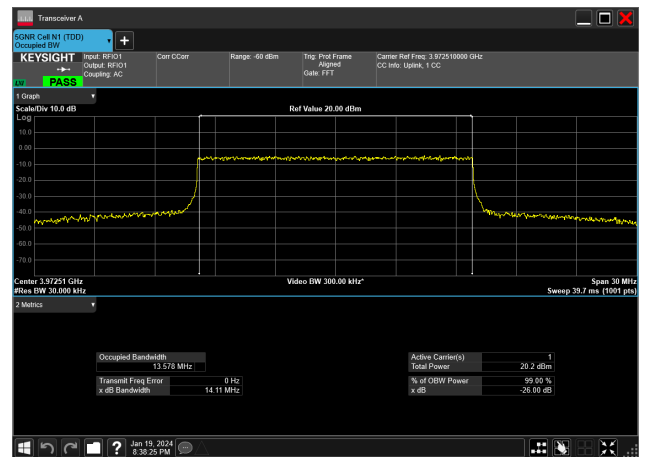 Transceiver A
5GNR Cell N1 (TDD)
Occupied BW
KEYSIGHT Input: RFIO1 Corr CCorr Range: -60 dBm Trig: Prot Frame Carrier Ref Freq: 3.972510000 GHz
Output: RFIO1 Aligned CC Info: Uplink, 1 CC
Coupling: AC Gate: FFT
PASS
1 Graph
Scale/Div 10.0 dB Ref Value 20.00 dBm
Log
10.0
0.00
-10.0
-20.0
-30.0
-40.0
-50.0
-60.0
-70.0
Center 3.97251 GHz Video BW 300.00 kHz* Span 30 MHz
#Res BW 30.000 kHz Sweep 39.7 ms (1001 pts)
2 Metrics
Occupied Bandwidth Active Carrier(s) 1
13.578 MHz Total Power 20.2 dBm
Transmit Freq Error 0 Hz % of OBW Power 99.00 %
x dB Bandwidth 14.11 MHz x dB -26.00 dB
Jan 19, 2024
8:38:25 PM